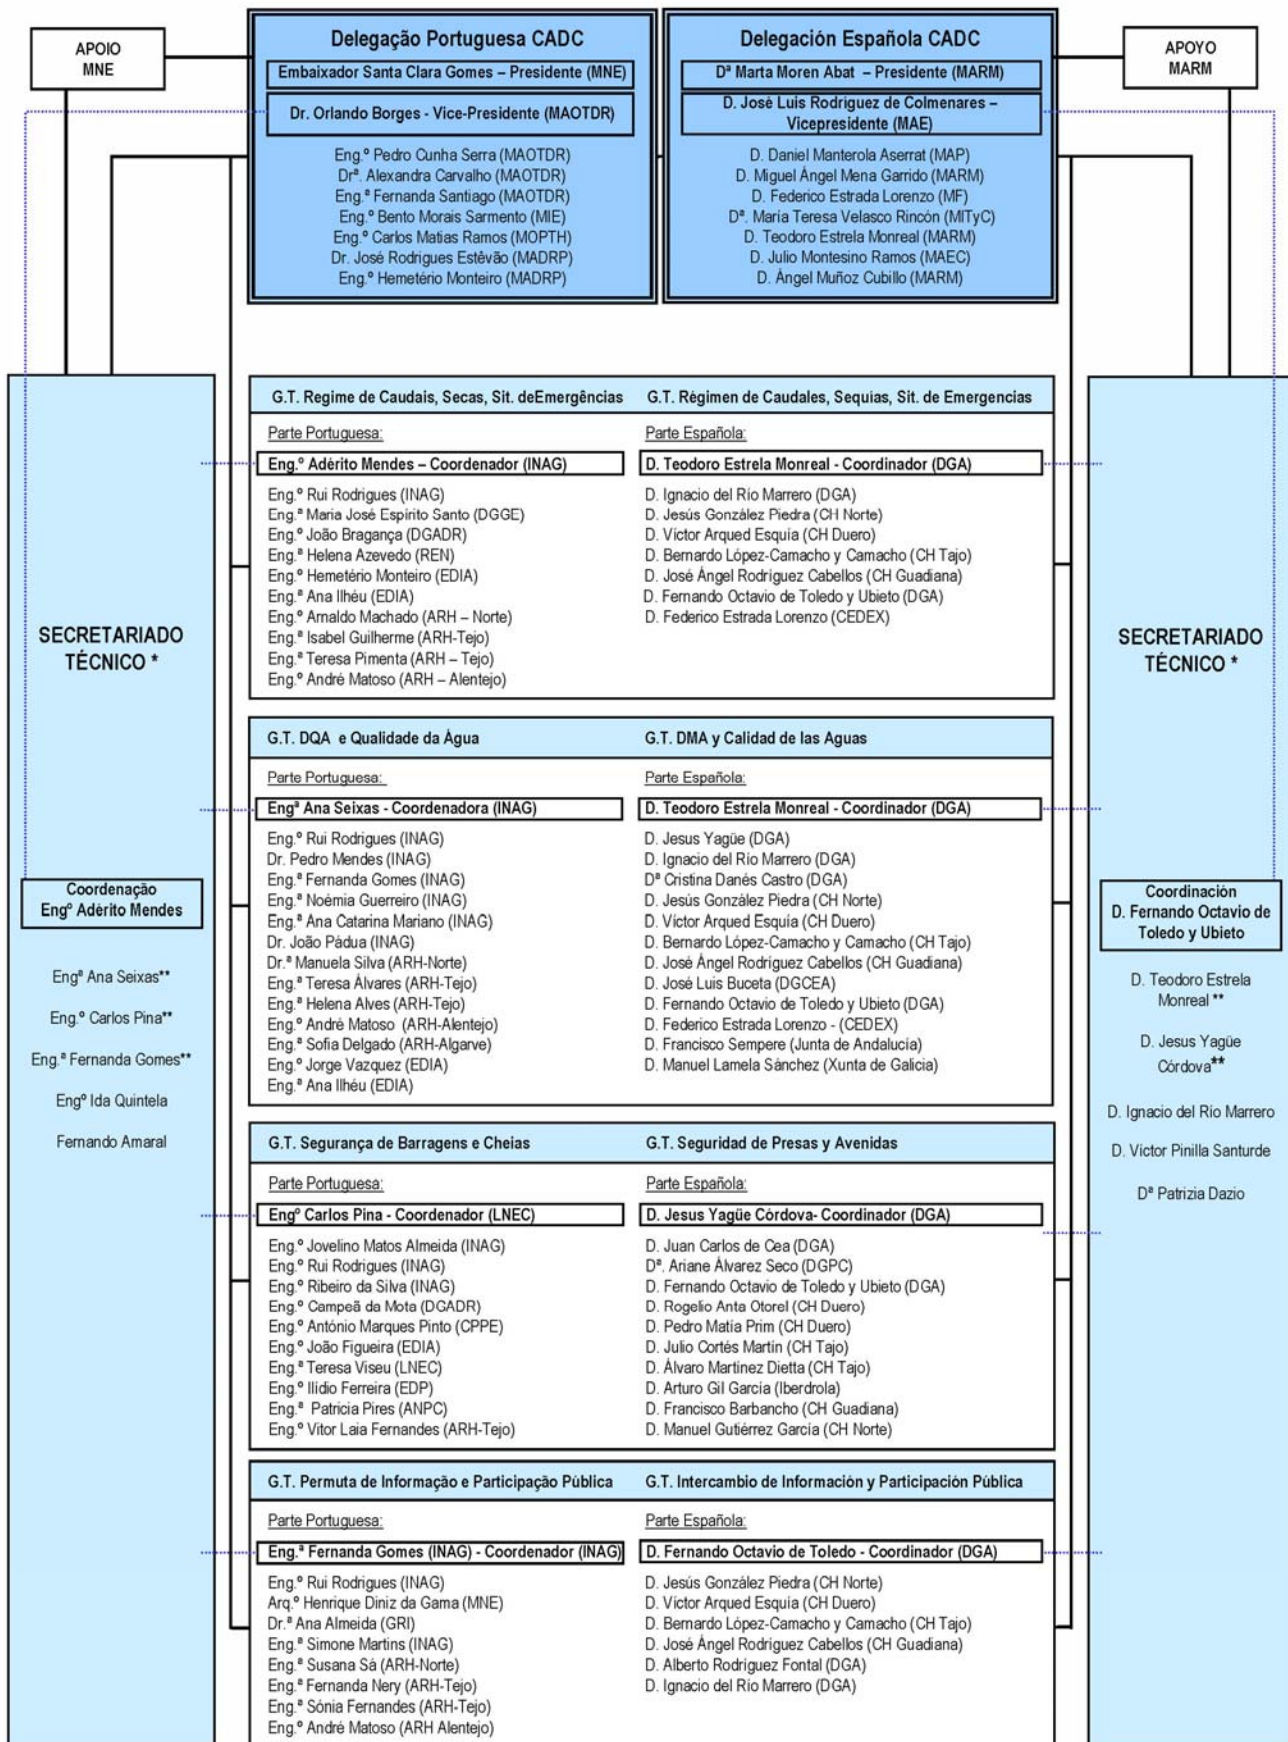 APOIO
MNE
Delegação Portuguesa CADC
Embaixador Santa Clara Gomes – Presidente (MNE)
Dr. Orlando Borges - Vice-Presidente (MAOTDR)
Eng.º Pedro Cunha Serra (MAOTDR)
Drª. Alexandra Carvalho (MAOTDR)
Eng.ª Fernanda Santiago (MAOTDR)
Eng.º Bento Morais Sarmento (MIE)
Eng.º Carlos Matias Ramos (MOPTH)
Dr. José Rodrigues Estêvão (MADRP)
Eng.º Hemetério Monteiro (MADRP)
Delegación Española CADC
Dª Marta Moren Abat – Presidente (MARM)
D. José Luis Rodríguez de Colmenares –
Vicepresidente (MAE)
D. Daniel Manterola Aserrat (MAP)
D. Miguel Ángel Mena Garrido (MARM)
D. Federico Estrada Lorenzo (MF)
Dª. María Teresa Velasco Rincón (MITyC)
D. Teodoro Estrela Monreal (MARM)
D. Julio Montesino Ramos (MAEC)
D. Ángel Muñoz Cubillo (MARM)
APOYO
MARM
SECRETARIADO
TÉCNICO *
Coordenação
Engº Adérito Mendes
Engª Ana Seixas**
Eng.º Carlos Pina**
Eng.ª Fernanda Gomes**
Engº Ida Quintela
Fernando Amaral
G.T. Regime de Caudais, Secas, Sit. deEmergências
Parte Portuguesa:
Eng.º Adérito Mendes – Coordenador (INAG)
Eng.º Rui Rodrigues (INAG)
Eng.ª Maria José Espírito Santo (DGGE)
Eng.º João Bragança (DGADR)
Eng.ª Helena Azevedo (REN)
Eng.º Hemetério Monteiro (EDIA)
Eng.ª Ana Ilhéu (EDIA)
Eng.º Arnaldo Machado (ARH – Norte)
Eng.ª Isabel Guilherme (ARH-Tejo)
Eng.ª Teresa Pimenta (ARH – Tejo)
Eng.º André Matoso (ARH – Alentejo)
G.T. Régimen de Caudales, Sequías, Sit. de Emergencias
Parte Española:
D. Teodoro Estrela Monreal - Coordinador (DGA)
D. Ignacio del Río Marrero (DGA)
D. Jesús González Piedra (CH Norte)
D. Víctor Arqued Esquía (CH Duero)
D. Bernardo López-Camacho y Camacho (CH Tajo)
D. José Ángel Rodríguez Cabellos (CH Guadiana)
D. Fernando Octavio de Toledo y Ubieto (DGA)
D. Federico Estrada Lorenzo (CEDEX)
G.T. DQA e Qualidade da Água
Parte Portuguesa:
Engª Ana Seixas - Coordenadora (INAG)
Eng.º Rui Rodrigues (INAG)
Dr. Pedro Mendes (INAG)
Eng.ª Fernanda Gomes (INAG)
Eng.ª Noémia Guerreiro (INAG)
Eng.ª Ana Catarina Mariano (INAG)
Dr. João Pádua (INAG)
Dr.ª Manuela Silva (ARH-Norte)
Eng.ª Teresa Álvares (ARH-Tejo)
Eng.ª Helena Alves (ARH-Tejo)
Eng.º André Matoso (ARH-Alentejo)
Eng.ª Sofia Delgado (ARH-Algarve)
Eng.º Jorge Vazquez (EDIA)
Eng.ª Ana Ilhéu (EDIA)
G.T. DMA y Calidad de las Aguas
Parte Española:
D. Teodoro Estrela Monreal - Coordinador (DGA)
D. Jesus Yagüe (DGA)
D. Ignacio del Río Marrero (DGA)
Dª Cristina Danés Castro (DGA)
D. Jesús González Piedra (CH Norte)
D. Víctor Arqued Esquía (CH Duero)
D. Bernardo López-Camacho y Camacho (CH Tajo)
D. José Ángel Rodríguez Cabellos (CH Guadiana)
D. José Luis Buceta (DGCEA)
D. Fernando Octavio de Toledo y Ubieto (DGA)
D. Federico Estrada Lorenzo - (CEDEX)
D. Francisco Sempere (Junta de Andalucía)
D. Manuel Lamela Sánchez (Xunta de Galicia)
G.T. Segurança de Barragens e Cheias
Parte Portuguesa:
Engº Carlos Pina - Coordenador (LNEC)
Eng.º Jovelino Matos Almeida (INAG)
Eng.º Rui Rodrigues (INAG)
Eng.º Ribeiro da Silva (INAG)
Eng.º Campeã da Mota (DGADR)
Eng.º António Marques Pinto (CPPE)
Eng.º João Figueira (EDIA)
Eng.ª Teresa Viseu (LNEC)
Eng.º Ilídio Ferreira (EDP)
Eng.ª Patrícia Pires (ANPC)
Eng.º Vitor Laia Fernandes (ARH-Tejo)
G.T. Seguridad de Presas y Avenidas
Parte Española:
D. Jesus Yagüe Córdova- Coordinador (DGA)
D. Juan Carlos de Cea (DGA)
Dª. Ariane Álvarez Seco (DGPC)
D. Fernando Octavio de Toledo y Ubieto (DGA)
D. Rogelio Anta Otorel (CH Duero)
D. Pedro Matía Prim (CH Duero)
D. Julio Cortés Martín (CH Tajo)
D. Álvaro Martínez Dietta (CH Tajo)
D. Arturo Gil García (Iberdrola)
D. Francisco Barbancho (CH Guadiana)
D. Manuel Gutiérrez García (CH Norte)
G.T. Permuta de Informação e Participação Pública
Parte Portuguesa:
Eng.ª Fernanda Gomes (INAG) - Coordenador (INAG)
Eng.º Rui Rodrigues (INAG)
Arq.º Henrique Diniz da Gama (MNE)
Dr.ª Ana Almeida (GRI)
Eng.ª Simone Martins (INAG)
Eng.ª Susana Sá (ARH-Norte)
Eng.ª Fernanda Nery (ARH-Tejo)
Eng.ª Sónia Fernandes (ARH-Tejo)
Eng.º André Matoso (ARH Alentejo)
G.T. Intercambio de Información y Participación Pública
Parte Española:
D. Fernando Octavio de Toledo - Coordinador (DGA)
D. Jesús González Piedra (CH Norte)
D. Víctor Arqued Esquía (CH Duero)
D. Bernardo López-Camacho y Camacho (CH Tajo)
D. José Ángel Rodríguez Cabellos (CH Guadiana)
D. Alberto Rodríguez Fontal (DGA)
D. Ignacio del Río Marrero (DGA)
SECRETARIADO
TÉCNICO *
Coordinación
D. Fernando Octavio de
Toledo y Ubieto
D. Teodoro Estrela
Monreal **
D. Jesus Yagüe
Córdova**
D. Ignacio del Río Marrero
D. Víctor Pinilla Santurde
Dª Patrizia Dazio